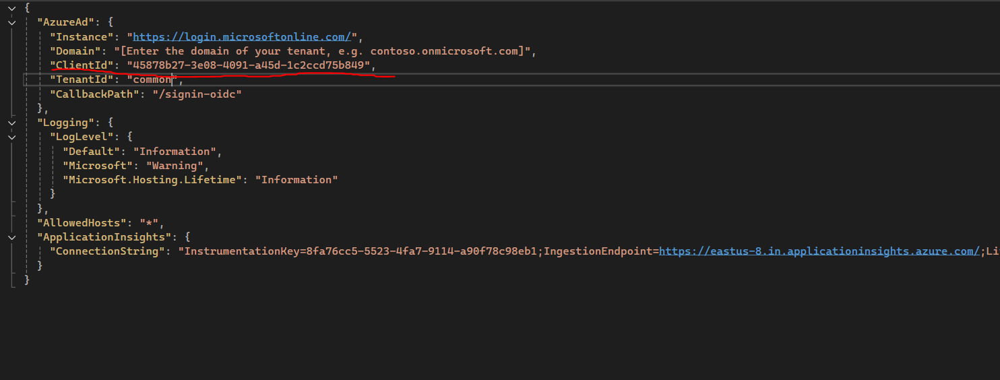 {
"AzureAd": {
"Instance": "https://login.microsoftonline.com/",
"Domain": "[Enter the domain of your tenant, e.g. contoso.onmicrosoft.com]",
"ClientId": "45878b27-3e08-4091-a45d-1c2ccd75b849",
"TenantId": "common",
"CallbackPath": "/signin-oidc"
},
"Logging": {
"LogLevel": {
"Default": "Information",
"Microsoft": "Warning",
"Microsoft.Hosting.Lifetime": "Information"
}
},
"AllowedHosts": "*",
"ApplicationInsights": {
"ConnectionString": "InstrumentationKey=8fa76cc5-5523-4fa7-9114-a90f78c98eb1;IngestionEndpoint=https://eastus-8.in.applicationinsights.azure.com/;Li
}
}